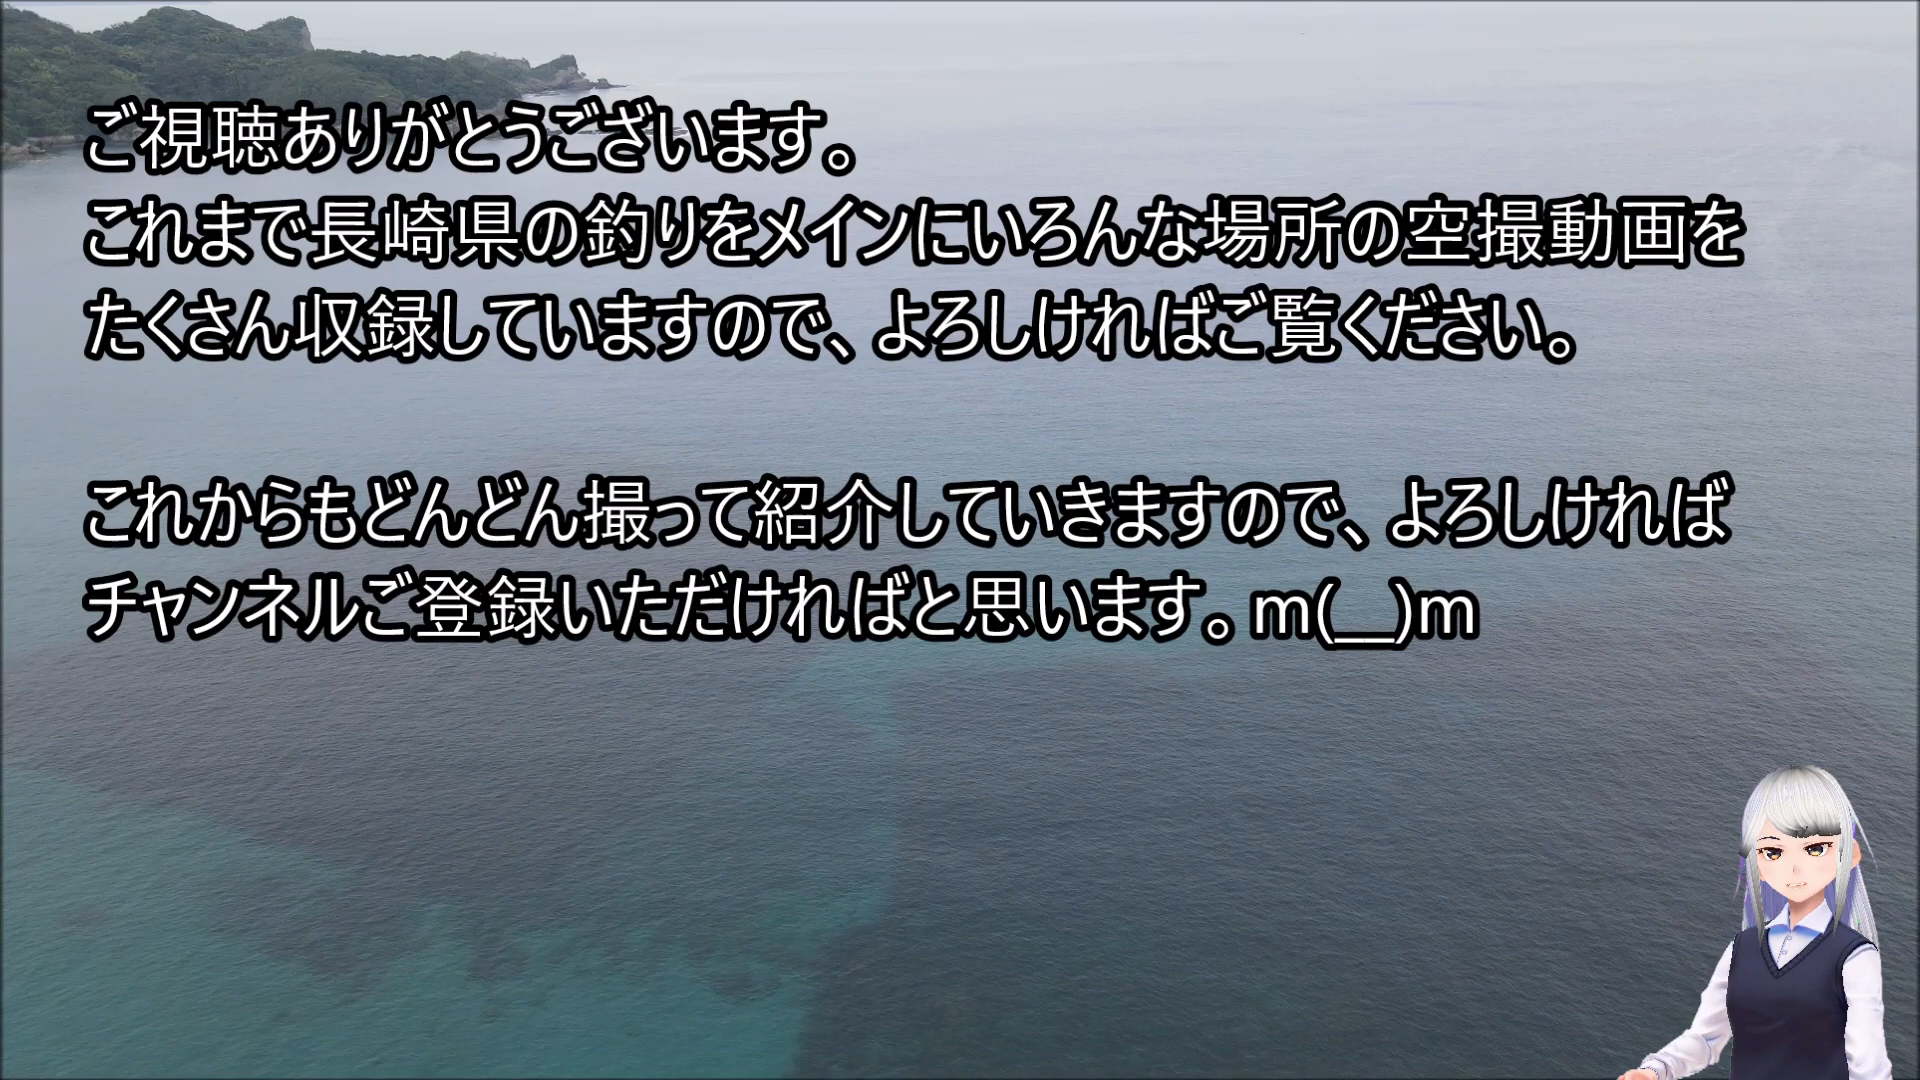 ご視聴ありがとうございます。
これまで長崎県の釣りをメインにいろんな場所の空撮動画を
たくさん収録していますので、よろしければご覧ください。
これからもどんどん撮って紹介していきますので、よろしければ
チャンネルご登録いただければと思います。m(__)m